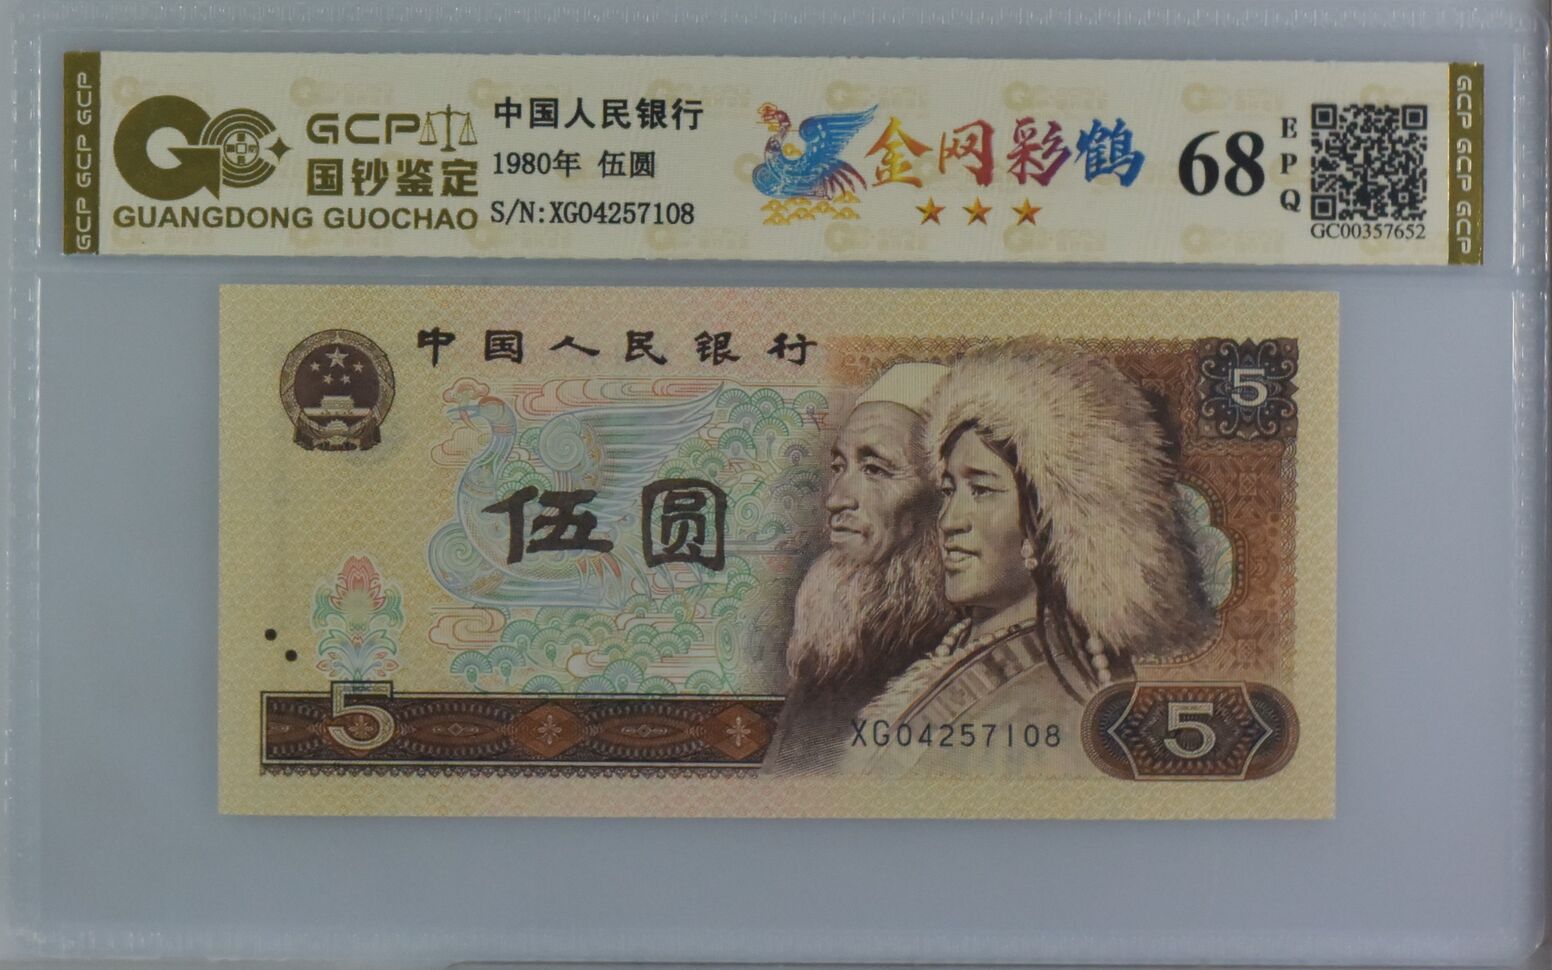 GCP GCP GCP
GCP
国钞鉴定
GUANGDONG GUOCHAO
中国人民银行
1980年 伍圆
S/N:XG04257108
金网彩鹤
68
EPQ
GC00357652
GCP GCP GCP
中国人民银行
5
伍圆
5
XG04257108
5